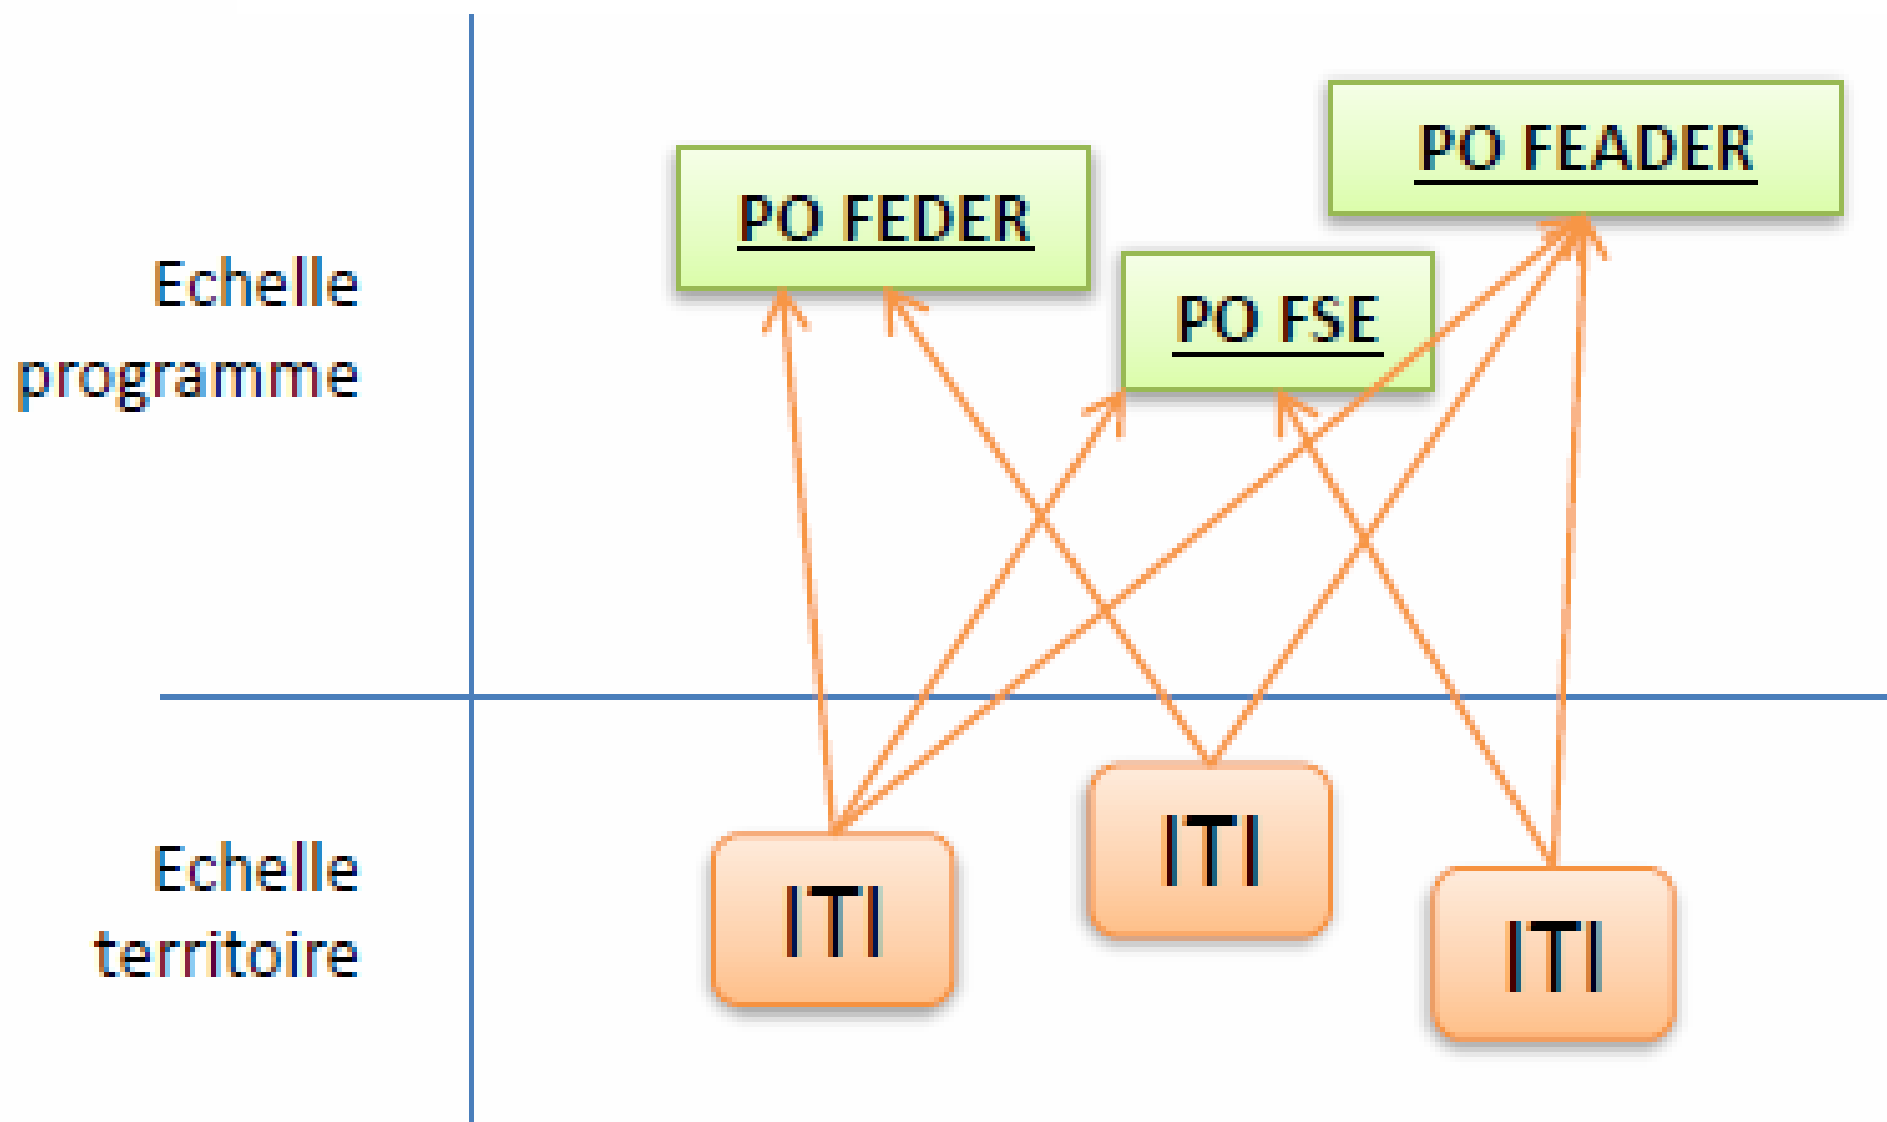 PO FEADER
PO FEDER
PO FSE
Echelle
programme
ITI
ITI
ITI
Echelle
territoire